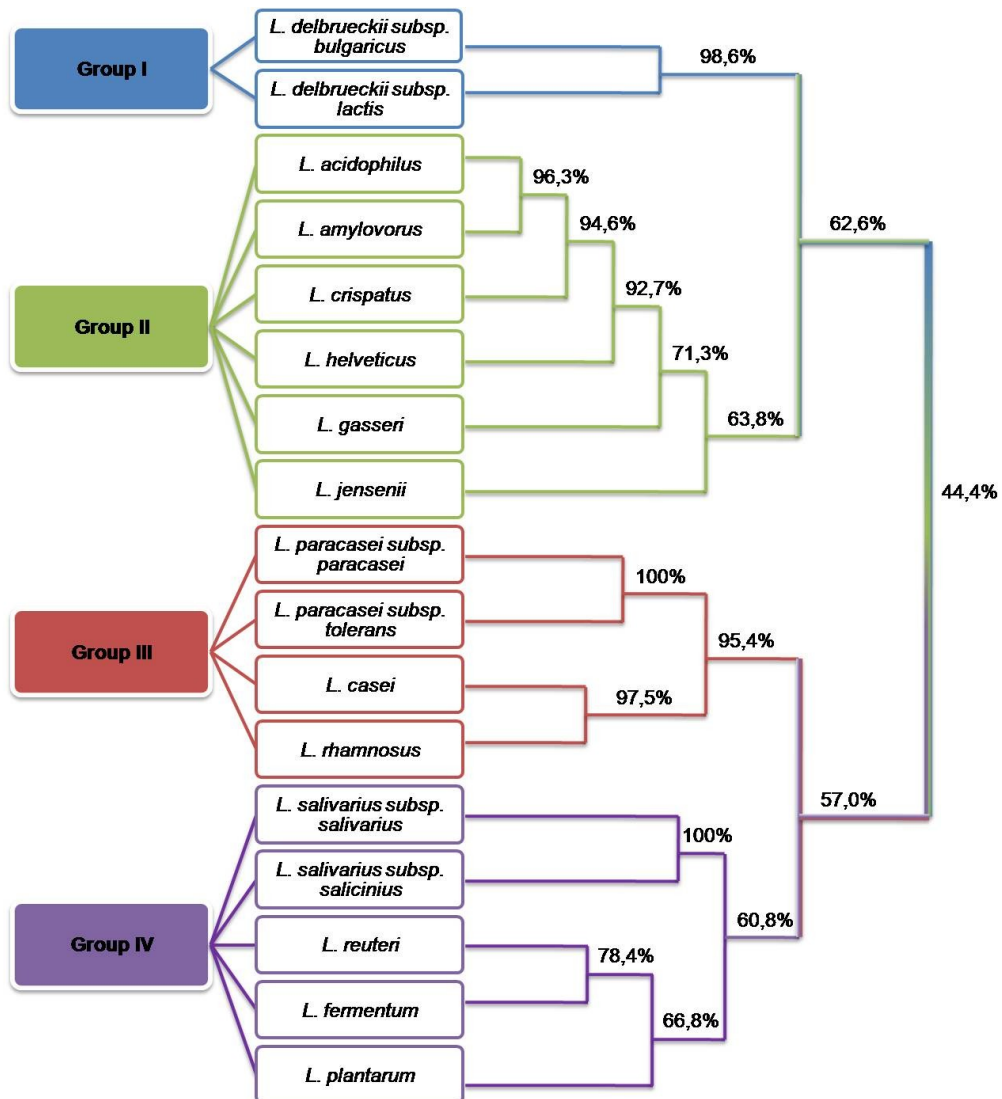 Group I
L. delbrueckii subsp.
bulgaricus
L. delbrueckii subsp.
lactis
98,6%
Group II
L. acidophilus
L. amylovorus
L. crispatus
L. helveticus
L. gasseri
L. jensenii
96,3%
94,6%
92,7%
71,3%
63,8%
62,6%
44,4%
Group III
L. paracasei subsp.
paracasei
L. paracasei subsp.
tolerans
L. casei
L. rhamnosus
100%
97,5%
95,4%
57,0%
Group IV
L. salivarius subsp.
salivarius
L. salivarius subsp.
salicinius
L. reuteri
L. fermentum
L. plantarum
100%
78,4%
66,8%
60,8%